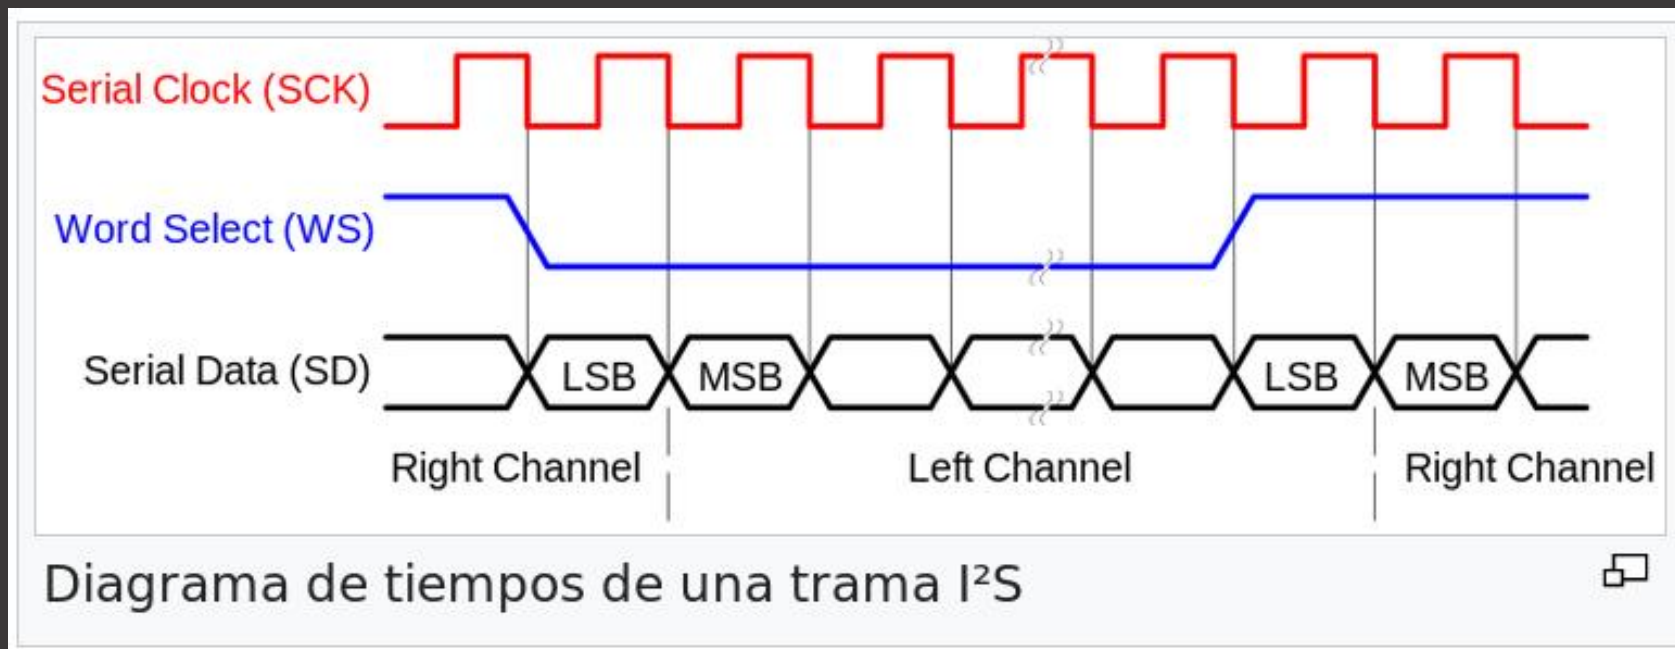 Serial Clock (SCK)
Word Select (WS)
Serial Data (SD)
LSB MSB LSB MSB
Right Channel Left Channel Right Channel
Diagrama de tiempos de una trama I²S